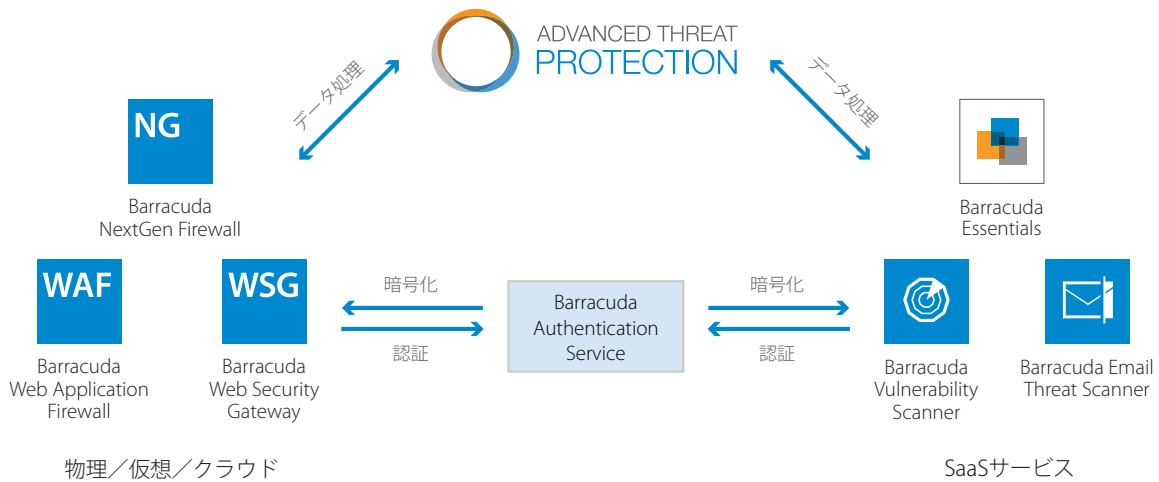 ADVANCED THREAT
PROTECTION
データ処理
データ処理
NG
Barracuda
NextGen Firewall
Barracuda
Essentials
WAF
Barracuda
Web Application
Firewall
WSG
Barracuda
Web Security
Gateway
暗号化
認証
Barracuda
Authentication
Service
暗号化
認証
Barracuda
Vulnerability
Scanner
Barracuda Email
Threat Scanner
物理／仮想／クラウド
SaaSサービス